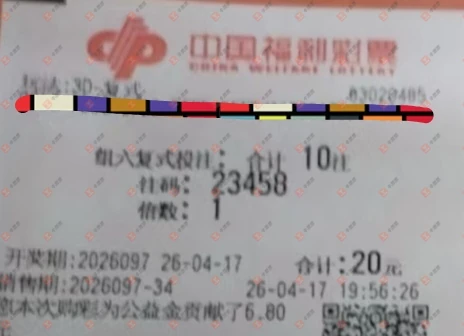 中国福利彩票
CHINA WELFARE LOTTERY
玩法:3D-复式 03020405
组六复式投注: 合计 10注
注码: 23458
倍数: 1
开奖期:2026097 26-04-17 合计:20元
销售期:2026097-34 26-04-17 19:56:26
您本次购彩为公益金贡献了6.80